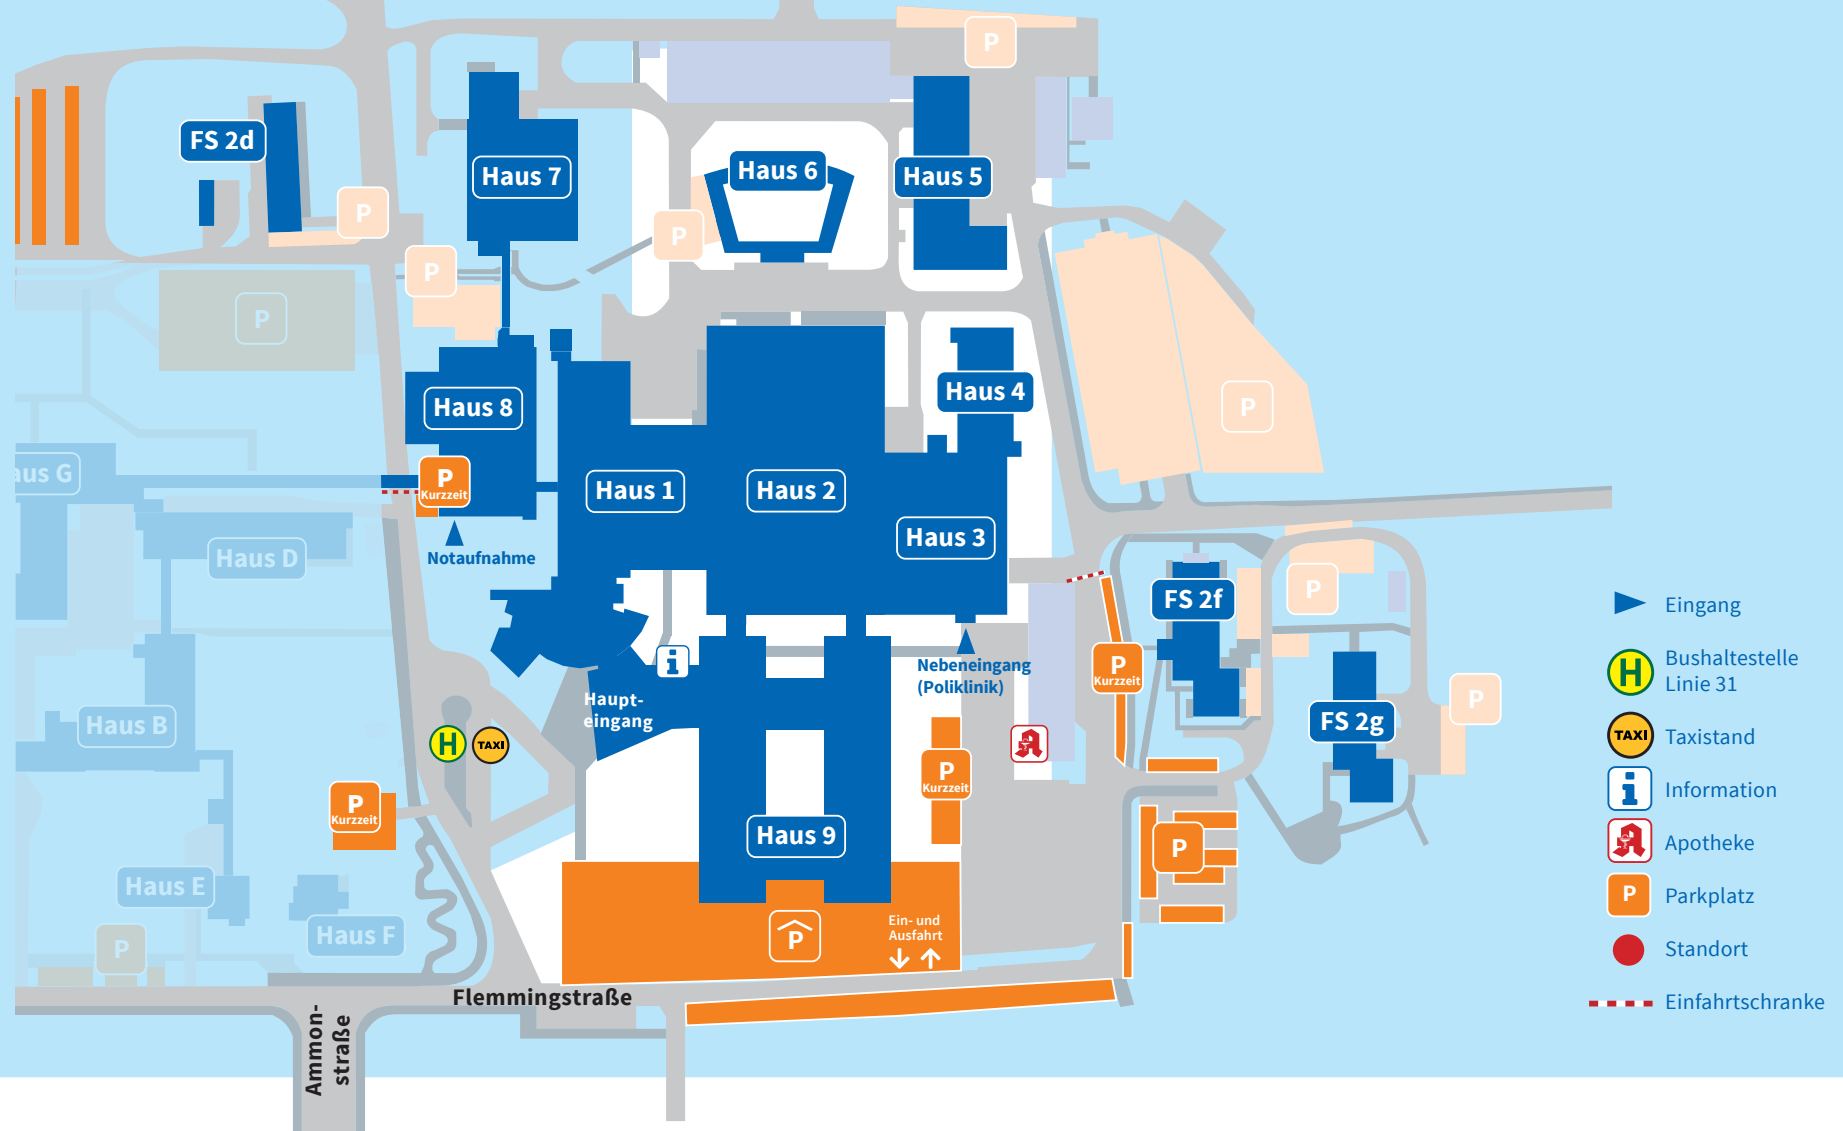 P
FS 2d
Haus 7
Haus 6
Haus 5
P
P
P
P
Haus 4
Haus 8
P
P
Kurzzeit
Haus 1
Haus 2
Haus 3
Notaufnahme
aus G
Haus D
Haus B
Haus E
Haus F
P
FS 2f
P
P
Kurzzeit
P
FS 2g
Nebeneingang
(Poliklinik)
i
Haupt-
eingang
H
TAXI
P
Kurzzeit
P
Kurzzeit
A
Haus 9
P
P
Ein- und
Ausfahrt
Flemmingstraße
Ammon-
straße
Eingang
H
Bushaltestelle
Linie 31
TAXI
Taxistand
i
Information
A
Apotheke
P
Parkplatz
Standort
Einfahrtschranke